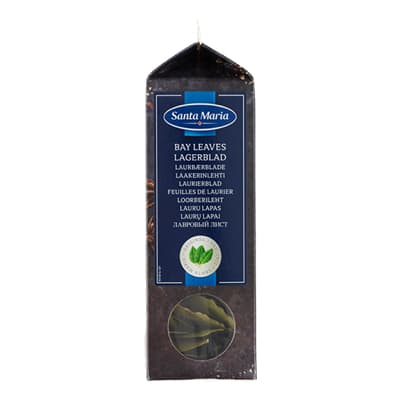 Santa Maria
BAY LEAVES
LAGERBLAD
LAURBÆRBLADE
LAAKERINLEHTI
LAURIERBLAD
FEUILLES DE LAURIER
LOORBERILEHT
LAURU LAPAS
LAURŲ LAPAI
ЛАВРОВЫЙ ЛИСТ